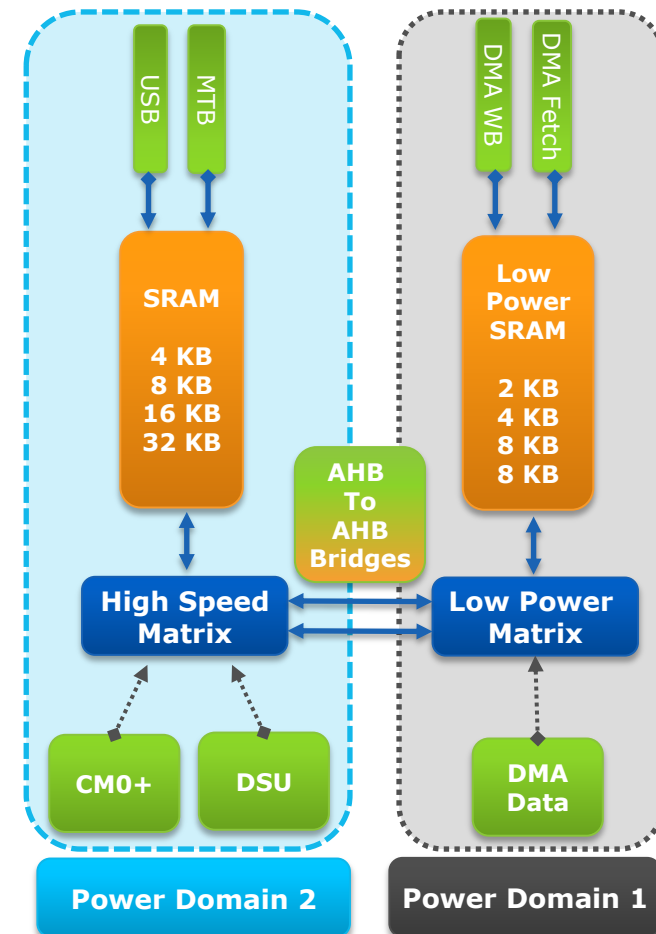 USB
MTB
SRAM
4 KB
8 KB
16 KB
32 KB
High Speed
Matrix
CM0+
DSU
Power Domain 2
AHB
To
AHB
Bridges
DMA WB
DMA Fetch
Low
Power
SRAM
2 KB
4 KB
8 KB
8 KB
Low Power
Matrix
DMA
Data
Power Domain 1